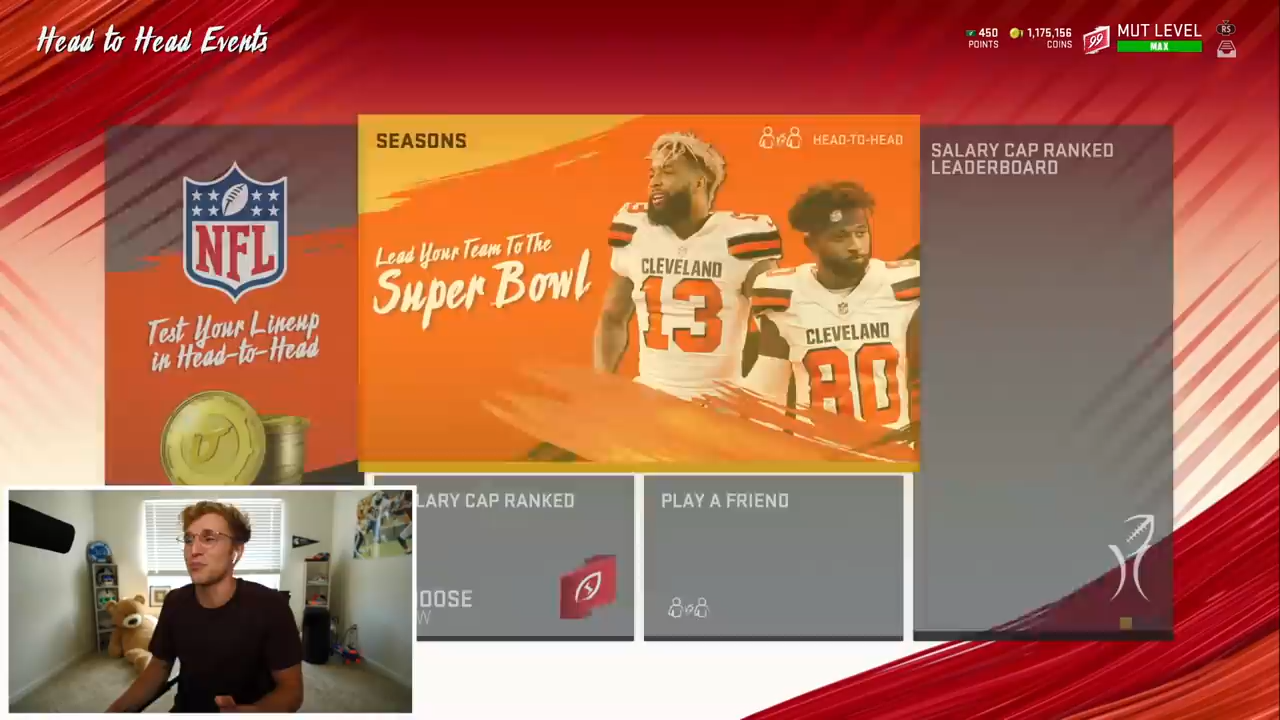 Head to Head Events
450
POINTS
1,175,156
COINS
99
MUT LEVEL
MAX
RS
NFL
Test Your Lineup
in Head-to-Head
SEASONS
HEAD-TO-HEAD
Lead Your Team To The
Super Bowl
CLEVELAND
13
CLEVELAND
80
SALARY CAP RANKED
LEADERBOARD
LARY CAP RANKED
OOSE
W
PLAY A FRIEND